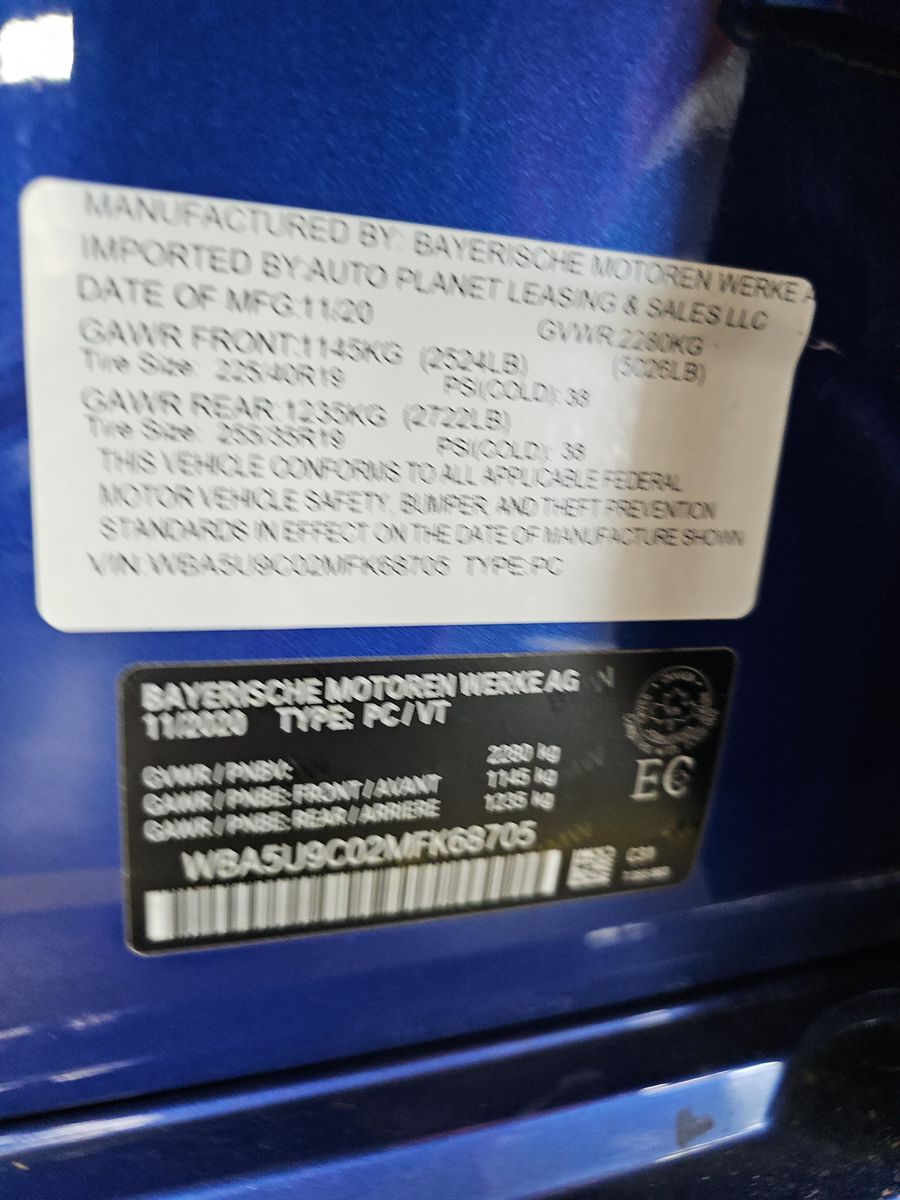 MANUFACTURED BY: BAYERISCHE MOTOREN WERKE A
IMPORTED BY:AUTO PLANET LEASING & SALES LLC
DATE OF MFG:11/20 GVWR:2280KG
GAWR FRONT:1145KG (2524LB) (5026LB)
Tire Size: 225/40R19 PSI(COLD): 38
GAWR REAR:1235KG (2722LB)
Tire Size: 255/35R19 PSI(COLD): 38
THIS VEHICLE CONFORMS TO ALL APPLICABLE FEDERAL
MOTOR VEHICLE SAFETY, BUMPER, AND THEFT PREVENTION
STANDARDS IN EFFECT ON THE DATE OF MANUFACTURE SHOWN
VIN:WBA5U9C02MFK68705 TYPE:PC
BAYERISCHE MOTOREN WERKE AG
11/2020 TYPE: PC / VT
GVWR / PNBV: 2280 kg
GAWR / PNBE: FRONT / AVANT 1145 kg
GAWR / PNBE: REAR / ARRIERE 1235 kg
WBA5U9C02MFK68705